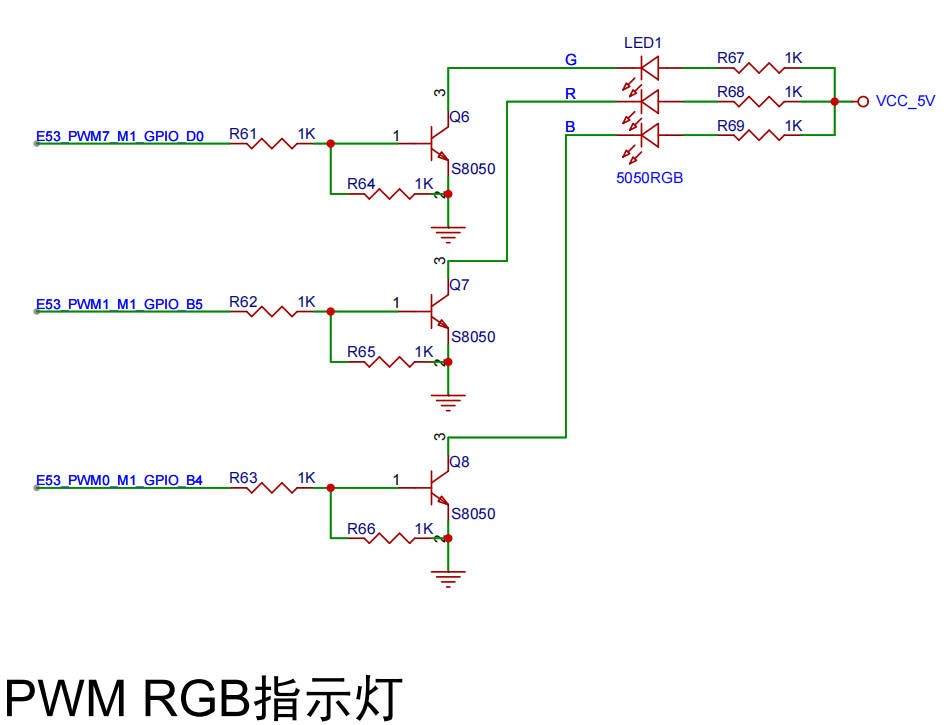 LED1
G
R67 1K
R
R68 1K
VCC_5V
B
R69 1K
5050RGB
3
Q6
E53_PWM7_M1_GPIO_D0
R61 1K
1
S8050
R64 1K
2
3
Q7
E53_PWM1_M1_GPIO_B5
R62 1K
1
S8050
R65 1K
2
3
Q8
E53_PWM0_M1_GPIO_B4
R63 1K
1
S8050
R66 1K
2
PWM RGB指示灯